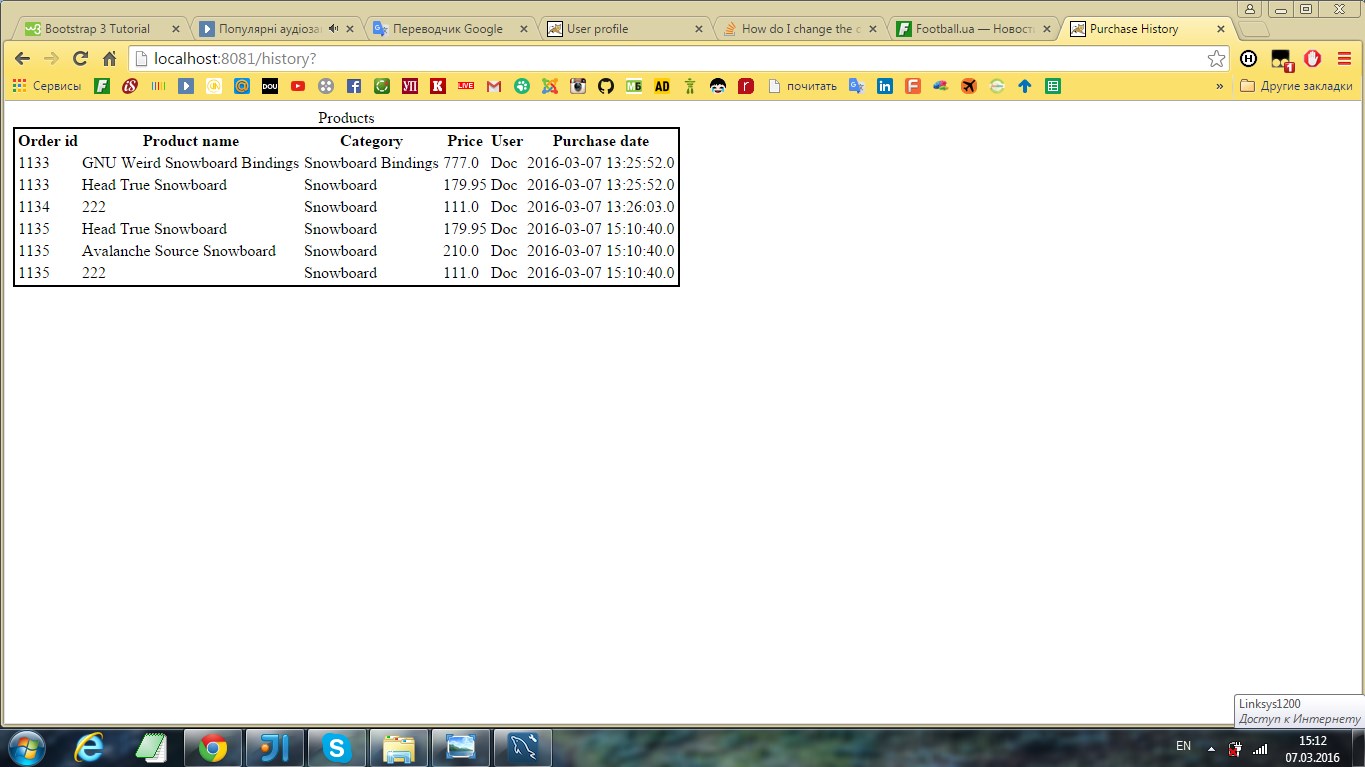 Bootstrap 3 Tutorial
Популярні аудіоза
Переводчик Google
User profile
How do I change the c
Football.ua — Новост
Purchase History
localhost:8081/history?
Сервисы
DOU
УП
K
LIVE
МБ
AD
r
почитать
in
F
»
Другие закладки
Products
Order id Product name Category Price User Purchase date
1133 GNU Weird Snowboard Bindings Snowboard Bindings 777.0 Doc 2016-03-07 13:25:52.0
1133 Head True Snowboard Snowboard 179.95 Doc 2016-03-07 13:25:52.0
1134 222 Snowboard 111.0 Doc 2016-03-07 13:26:03.0
1135 Head True Snowboard Snowboard 179.95 Doc 2016-03-07 15:10:40.0
1135 Avalanche Source Snowboard Snowboard 210.0 Doc 2016-03-07 15:10:40.0
1135 222 Snowboard 111.0 Doc 2016-03-07 15:10:40.0
Linksys1200
Доступ к Интернету
EN
15:12
07.03.2016